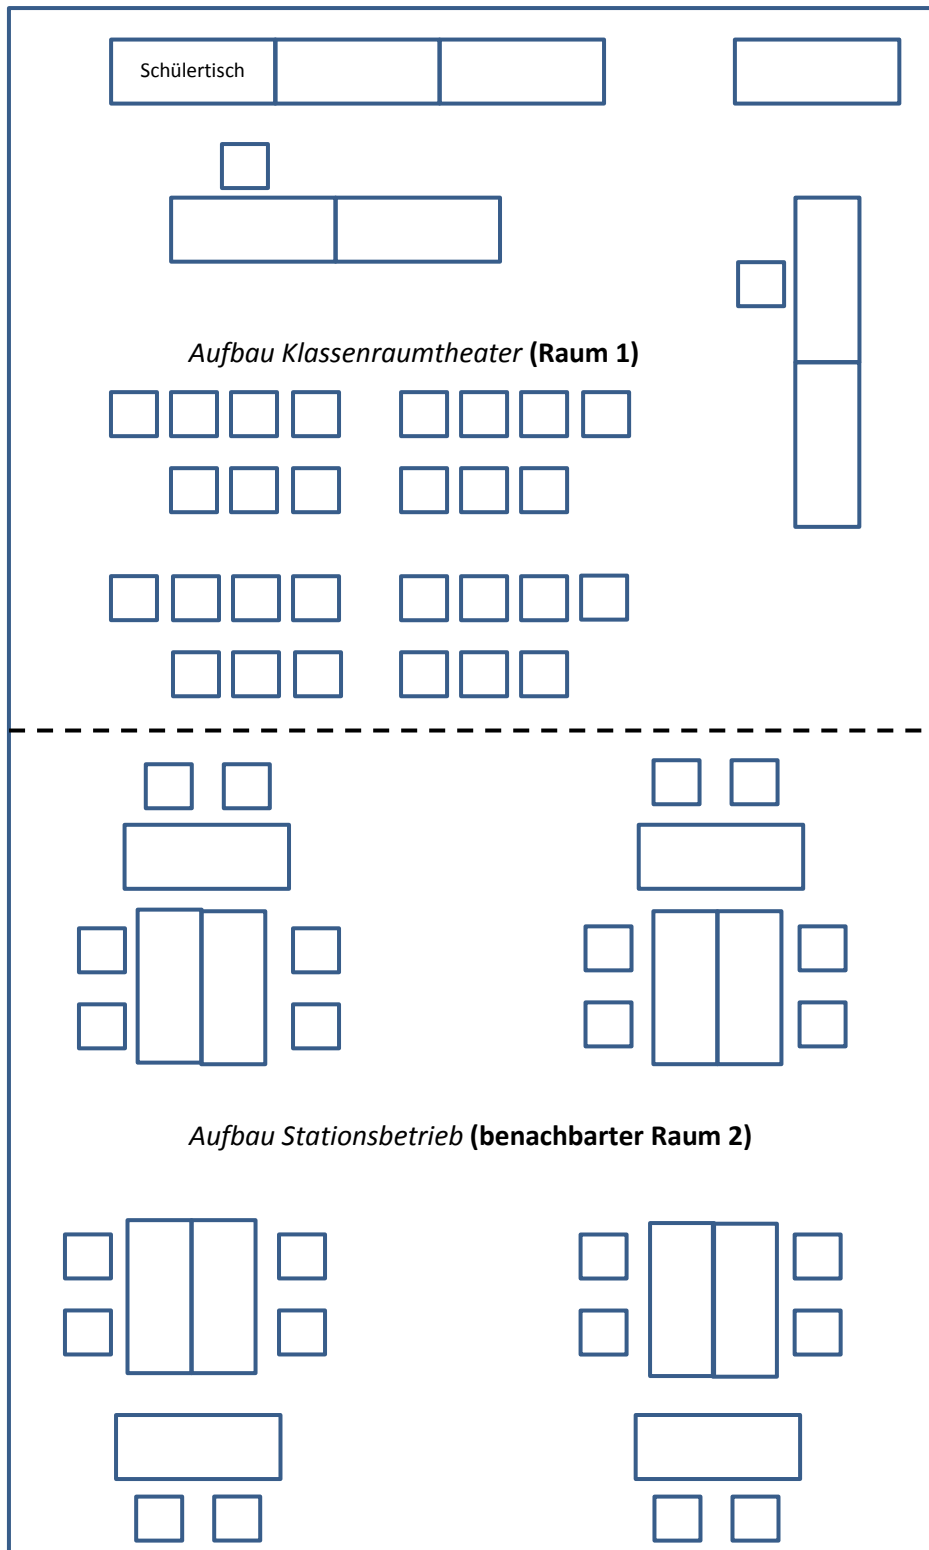 Schülertisch
Aufbau Klassenraumtheater (Raum 1)
Aufbau Stationsbetrieb (benachbarter Raum 2)